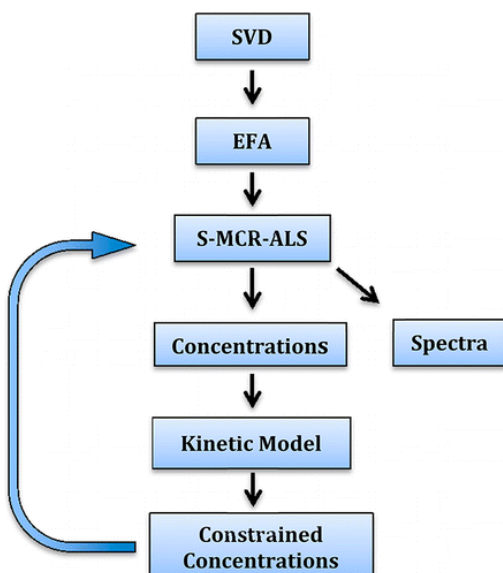 SVD
EFA
S-MCR-ALS
Concentrations
Spectra
Kinetic Model
Constrained
Concentrations